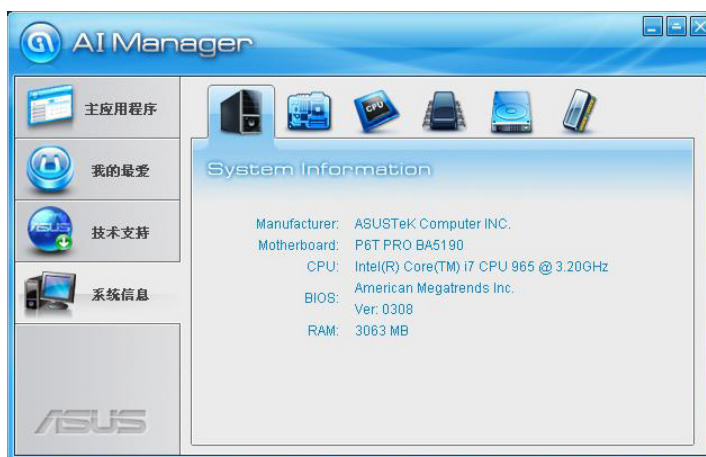 AI Manager
主应用程序
我的最爱
ASUS
技术支持
系统信息
ASUS
CPU
System Information
Manufacturer: ASUSTeK Computer INC.
Motherboard: P6T PRO BA5190
CPU: Intel(R) Core(TM) i7 CPU 965 @ 3.20GHz
BIOS: American Megatrends Inc.
Ver: 0308
RAM: 3063 MB